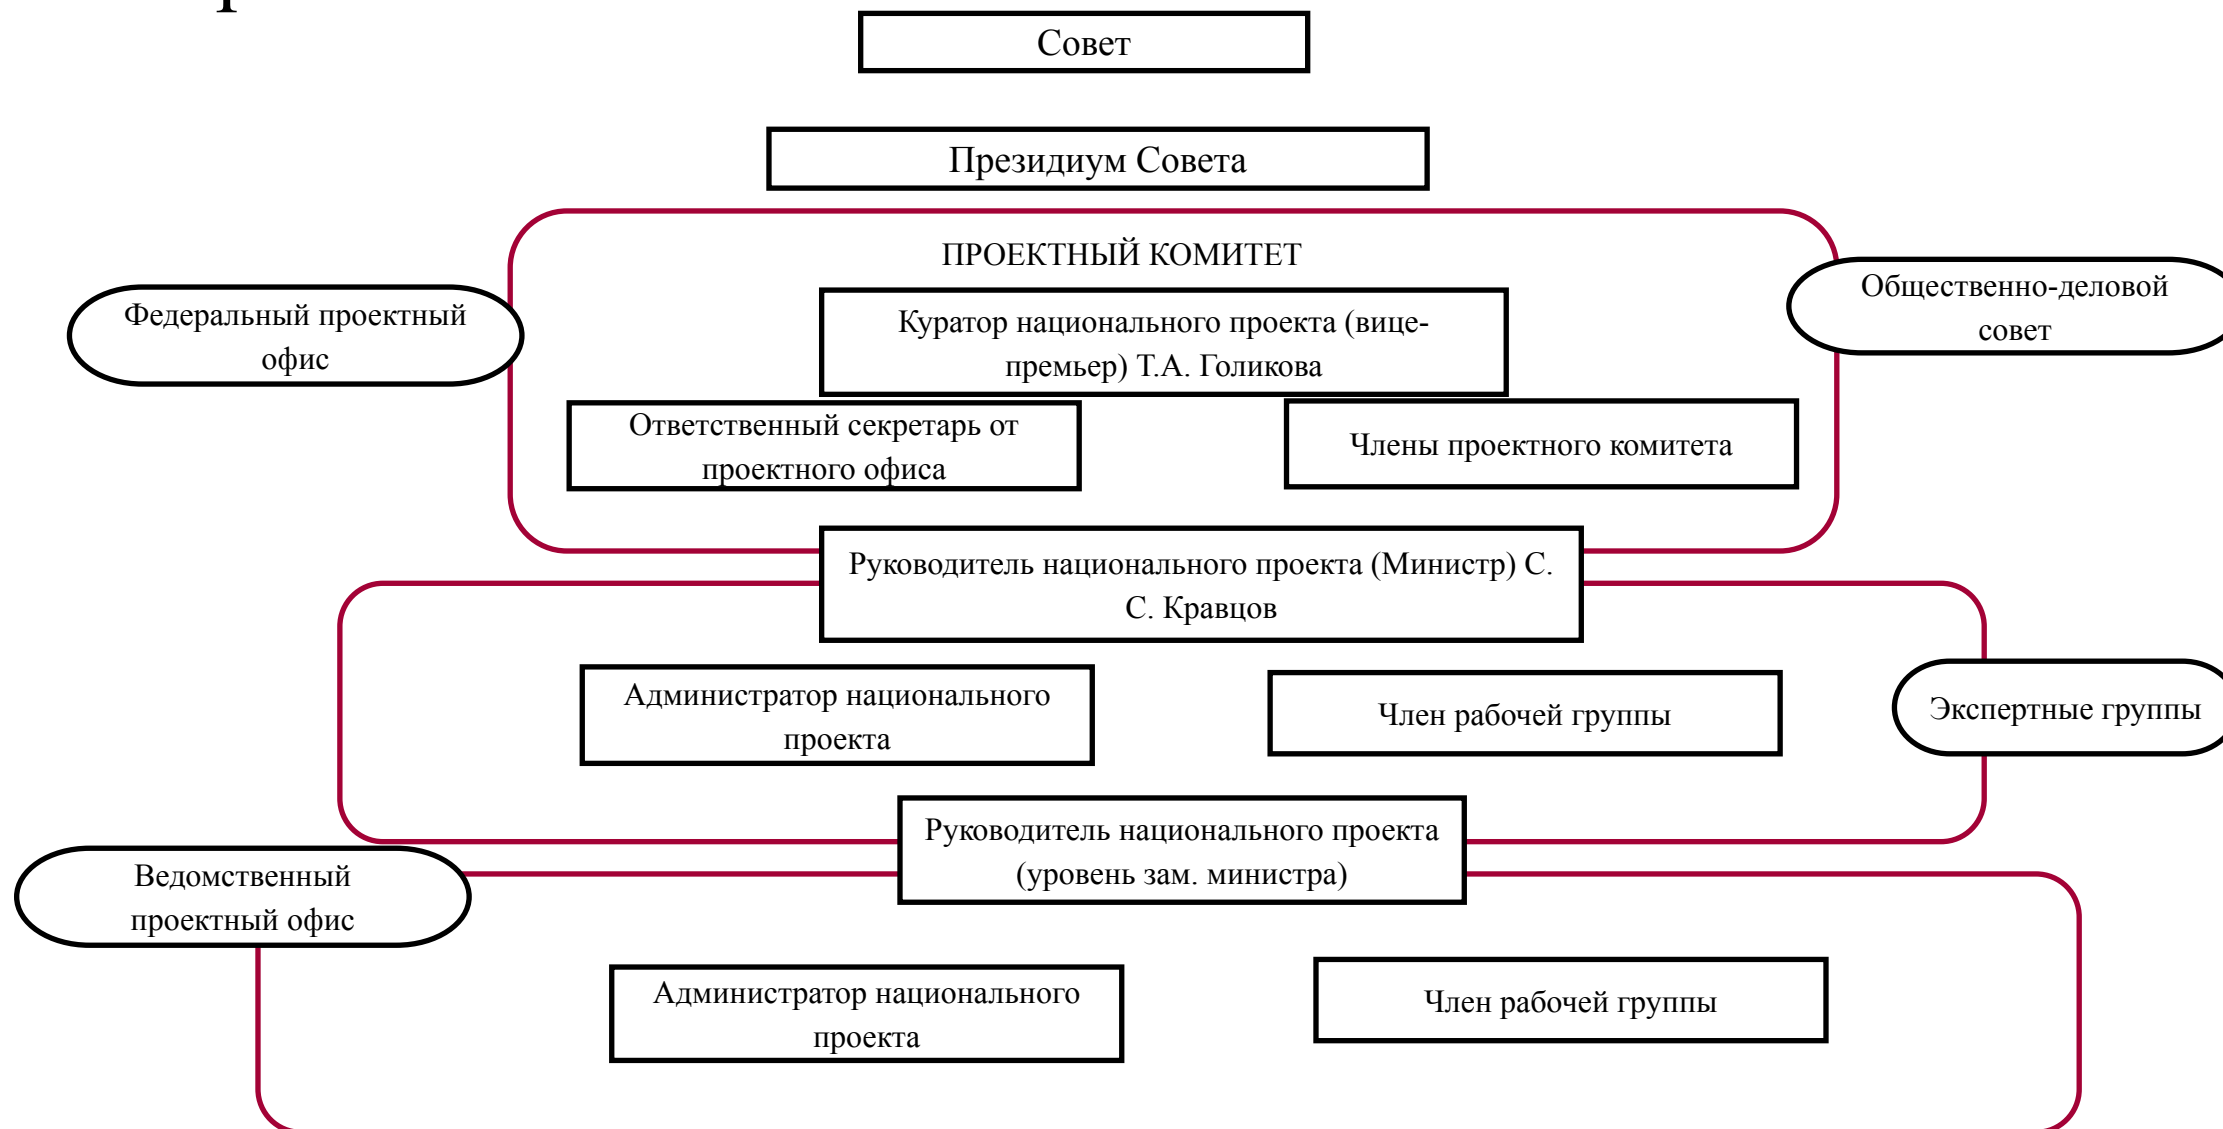 Совет
Президиум Совета
ПРОЕКТНЫЙ КОМИТЕТ
Федеральный проектный
офис
Куратор национального проекта (вице-
премьер) Т.А. Голикова
Общественно-деловой
совет
Ответственный секретарь от
проектного офиса
Члены проектного комитета
Руководитель национального проекта (Министр) С.
С. Кравцов
Администратор национального
проекта
Член рабочей группы
Экспертные группы
Руководитель национального проекта
(уровень зам. министра)
Ведомственный
проектный офис
Администратор национального
проекта
Член рабочей группы